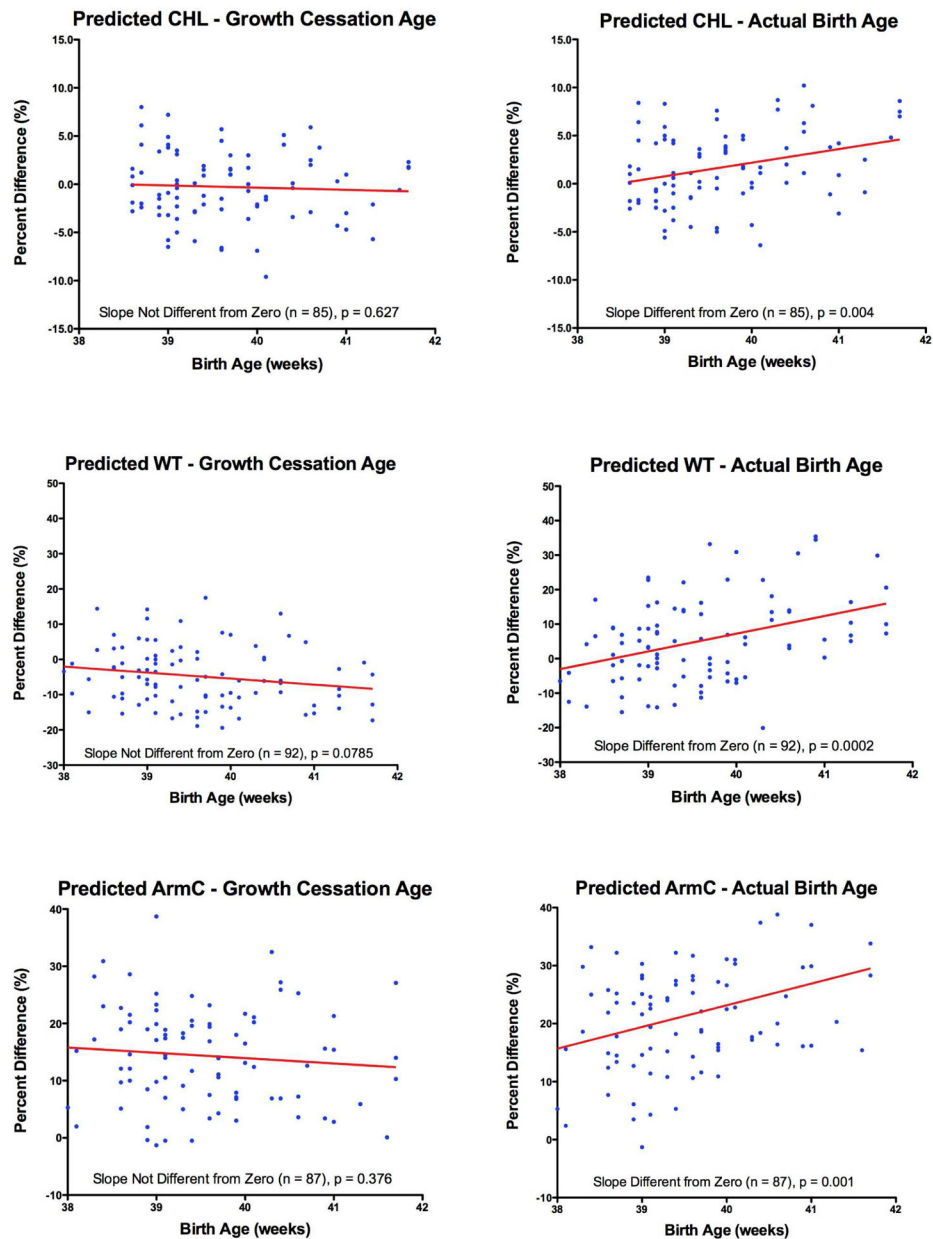 Predicted CHL - Growth Cessation Age
Percent Difference (%)
15.0
10.0
5.0
0.0
-5.0
-10.0
-15.0
Slope Not Different from Zero (n = 85), p = 0.627
38 39 40 41 42
Birth Age (weeks)
Predicted CHL - Actual Birth Age
Percent Difference (%)
15.0
10.0
5.0
0.0
-5.0
-10.0
-15.0
Slope Different from Zero (n = 85), p = 0.004
38 39 40 41 42
Birth Age (weeks)
Predicted WT - Growth Cessation Age
Percent Difference (%)
50
40
30
20
10
0
-10
-20
-30
Slope Not Different from Zero (n = 92), p = 0.0785
38 39 40 41 42
Birth Age (weeks)
Predicted WT - Actual Birth Age
Percent Difference (%)
50
40
30
20
10
0
-10
-20
-30
Slope Different from Zero (n = 92), p = 0.0002
38 39 40 41 42
Birth Age (weeks)
Predicted ArmC - Growth Cessation Age
Percent Difference (%)
40
30
20
10
0
-10
Slope Not Different from Zero (n = 87), p = 0.376
38 39 40 41 42
Birth Age (weeks)
Predicted ArmC - Actual Birth Age
Percent Difference (%)
40
30
20
10
0
-10
Slope Different from Zero (n = 87), p = 0.001
38 39 40 41 42
Birth Age (weeks)